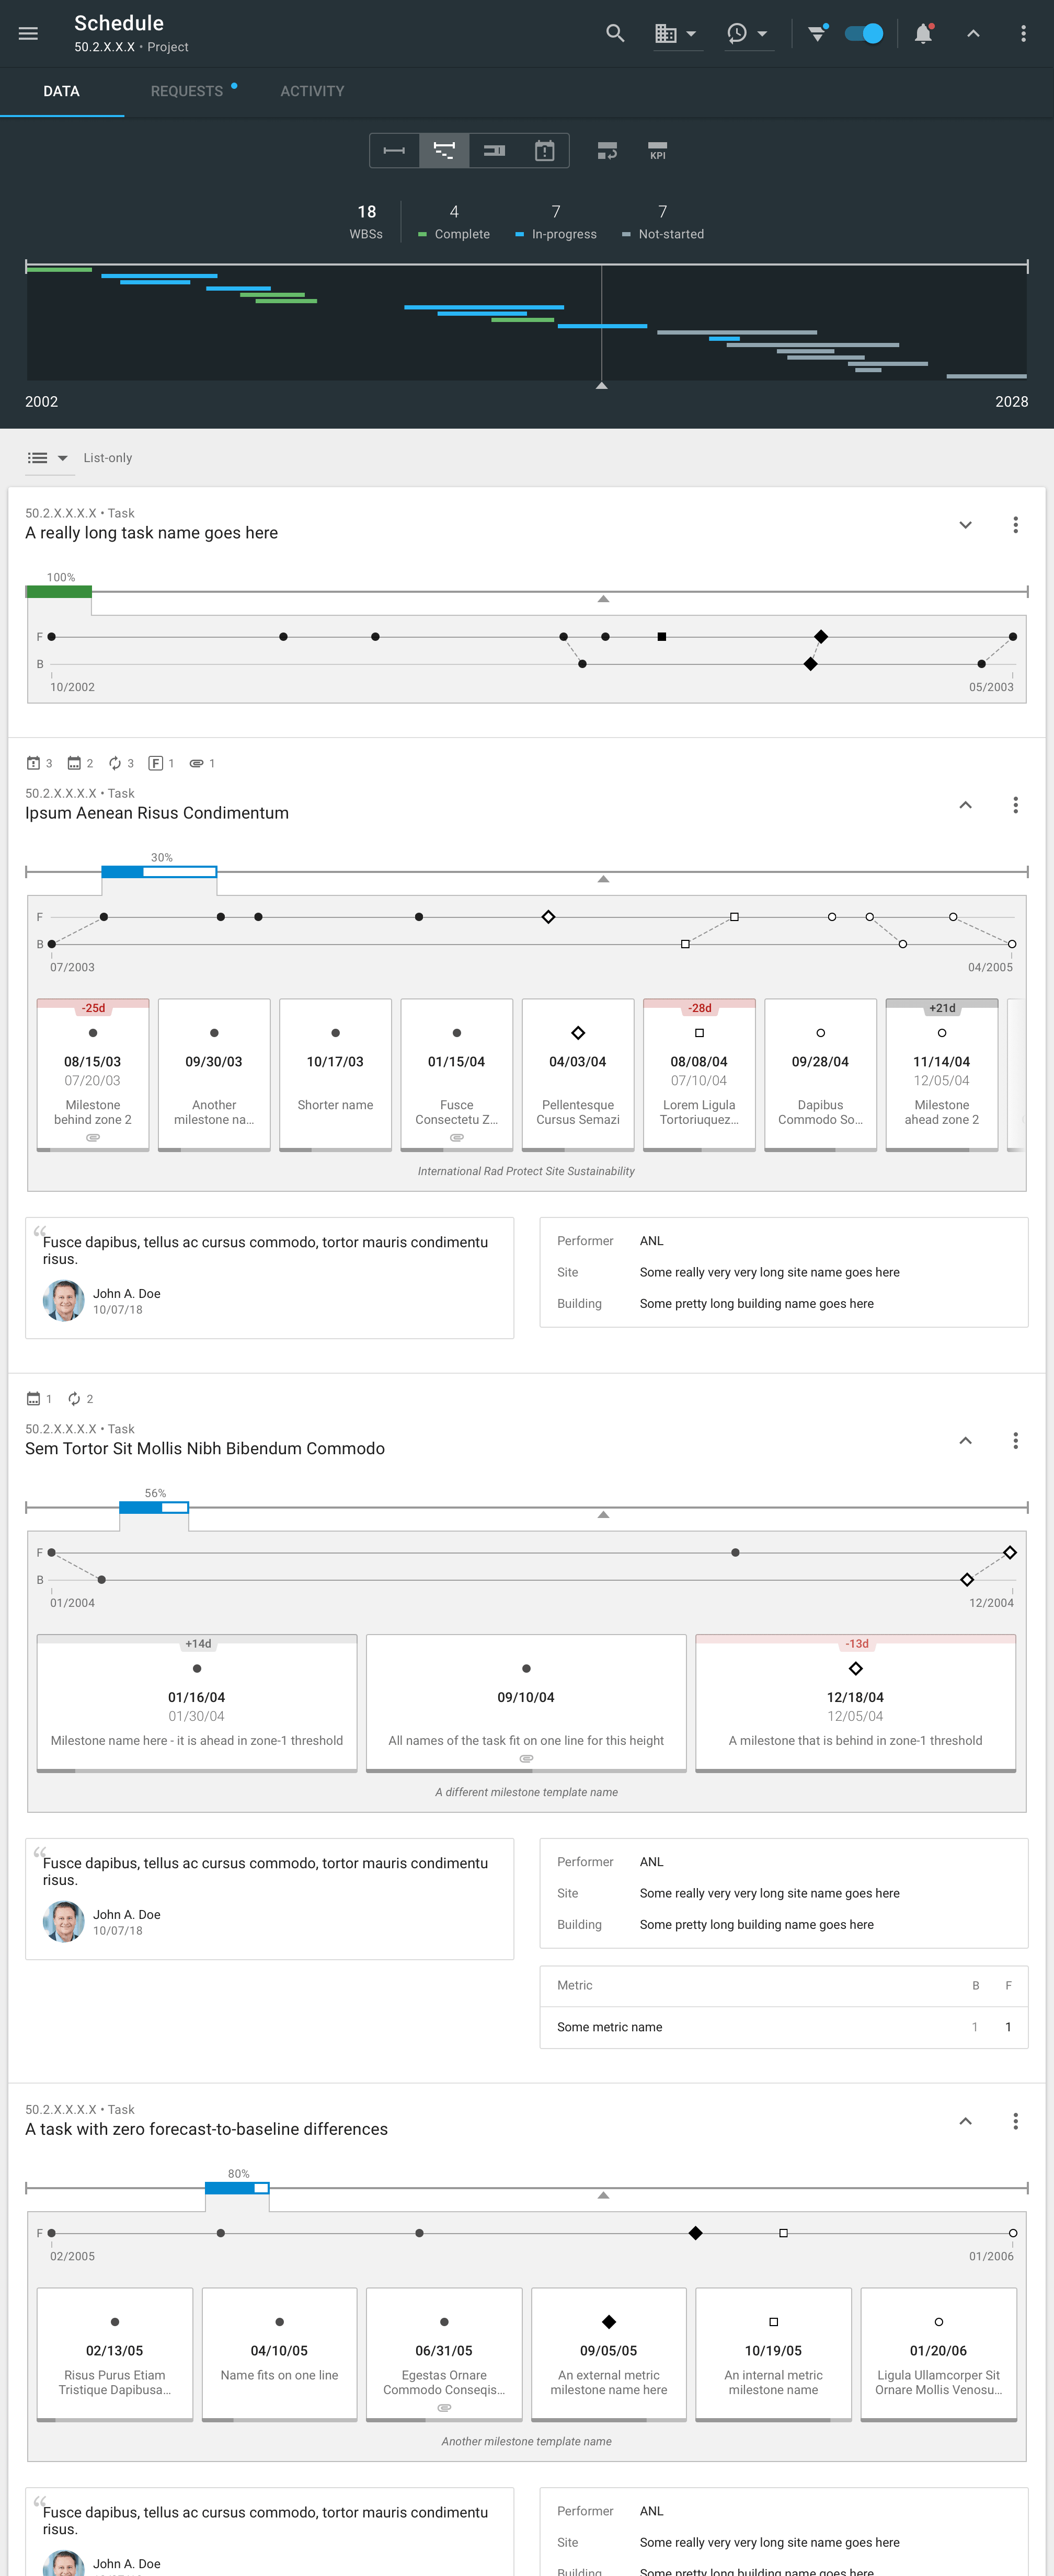 Schedule
50.2.X.X.X • Project
DATA
REQUESTS
ACTIVITY
KPI
18
WBSs
4
Complete
7
In-progress
7
Not-started
2002
2028
List-only
50.2.X.X.X.X • Task
A really long task name goes here
100%
F
B
10/2002
05/2003
3
2
3
F 1
1
50.2.X.X.X.X • Task
Ipsum Aenean Risus Condimentum
30%
F
B
07/2003
04/2005
-25d
08/15/03
07/20/03
Milestone
behind zone 2
09/30/03
Another
milestone na...
10/17/03
Shorter name
01/15/04
Fusce
Consectetu Z...
04/03/04
Pellentesque
Cursus Semazi
-28d
08/08/04
07/10/04
Lorem Ligula
Tortoriuquez...
09/28/04
Dapibus
Commodo So...
+21d
11/14/04
12/05/04
Milestone
ahead zone 2
International Rad Protect Site Sustainability
“
Fusce dapibus, tellus ac cursus commodo, tortor mauris condimentu
risus.
John A. Doe
10/07/18
Performer ANL
Site Some really very very long site name goes here
Building Some pretty long building name goes here
1
2
50.2.X.X.X.X • Task
Sem Tortor Sit Mollis Nibh Bibendum Commodo
56%
F
B
01/2004
12/2004
+14d
01/16/04
01/30/04
Milestone name here - it is ahead in zone-1 threshold
09/10/04
All names of the task fit on one line for this height
-13d
12/18/04
12/05/04
A milestone that is behind in zone-1 threshold
A different milestone template name
“
Fusce dapibus, tellus ac cursus commodo, tortor mauris condimentu
risus.
John A. Doe
10/07/18
Performer ANL
Site Some really very very long site name goes here
Building Some pretty long building name goes here
Metric B F
Some metric name 1 1
50.2.X.X.X.X • Task
A task with zero forecast-to-baseline differences
80%
F
02/2005
01/2006
02/13/05
Risus Purus Etiam
Tristique Dapibusa...
04/10/05
Name fits on one line
06/31/05
Egestas Ornare
Commodo Conseqis...
09/05/05
An external metric
milestone name here
10/19/05
An internal metric
milestone name
01/20/06
Ligula Ullamcorper Sit
Ornare Mollis Venosu...
Another milestone template name
“
Fusce dapibus, tellus ac cursus commodo, tortor mauris condimentu
risus.
John A. Doe
Performer ANL
Site Some really very very long site name goes here
Building Some pretty long building name goes here